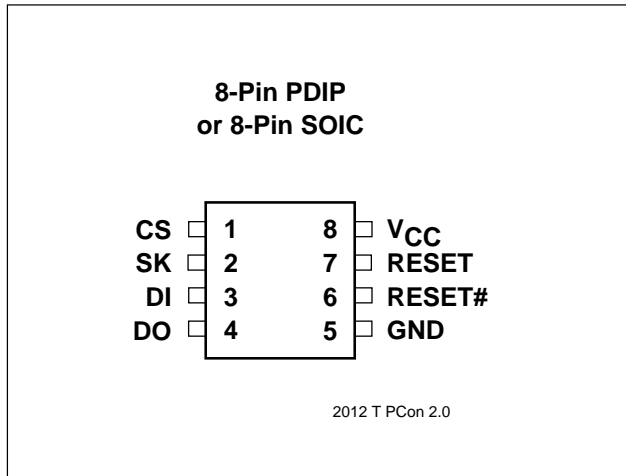 8-Pin PDIP
or 8-Pin SOIC
CS 1 8 VCC
SK 2 7 RESET
DI 3 6 RESET#
DO 4 5 GND
2012 T PCon 2.0